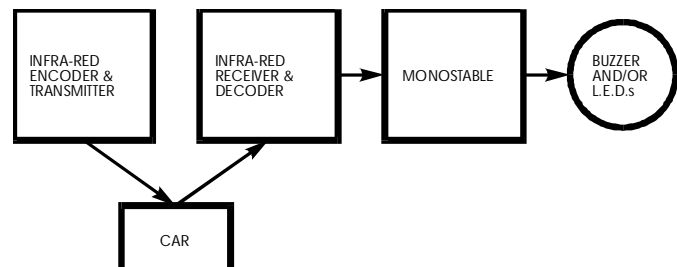 INFRA-RED
ENCODER &
TRANSMITTER
INFRA-RED
RECEIVER &
DECODER
MONOSTABLE
BUZZER
AND/OR
L.E.D.s
CAR